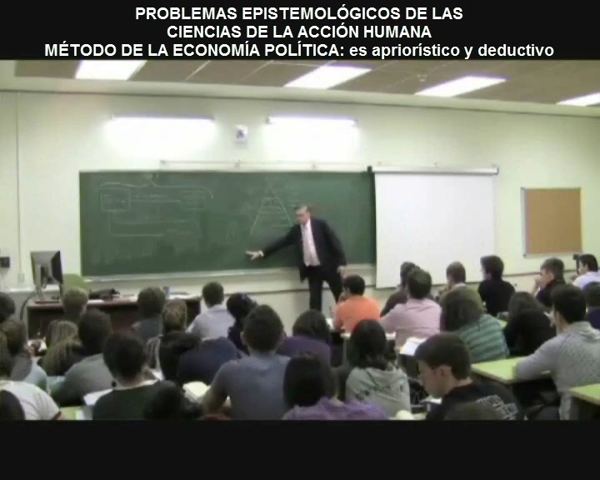 PROBLEMAS EPISTEMOLÓGICOS DE LAS
CIENCIAS DE LA ACCIÓN HUMANA
MÉTODO DE LA ECONOMÍA POLÍTICA: es apriorístico y deductivo